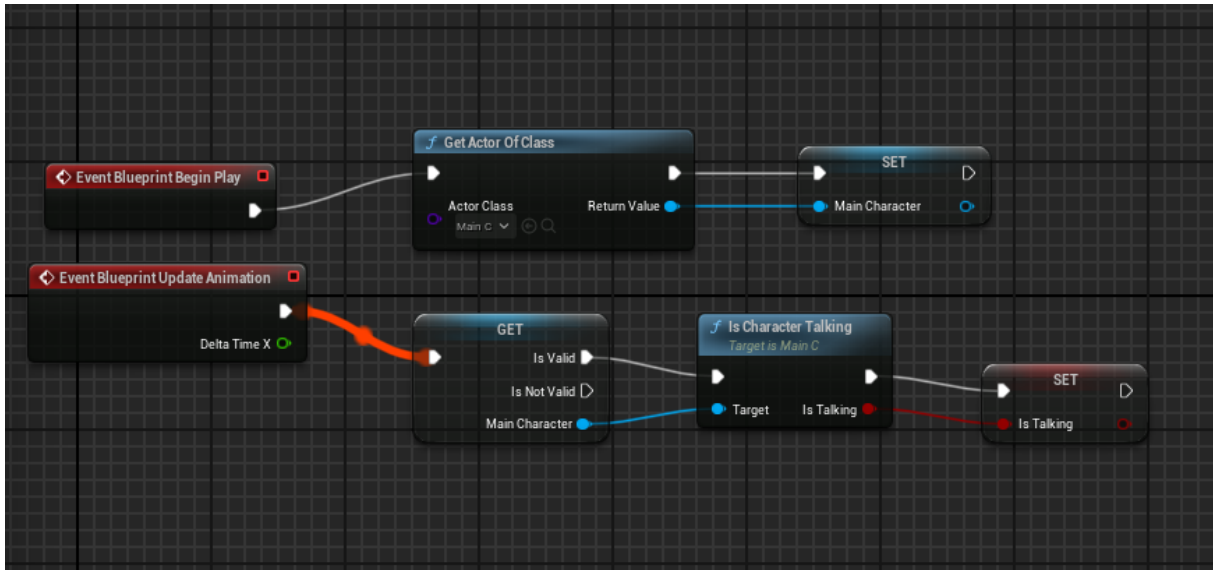 Get Actor Of Class
Event Blueprint Begin Play
SET
Actor Class
Return Value
Main Character
Main C
Event Blueprint Update Animation
Delta Time X
GET
Is Valid
Is Not Valid
Main Character
Is Character Talking
Target is Main C
Target
Is Talking
SET
Is Talking